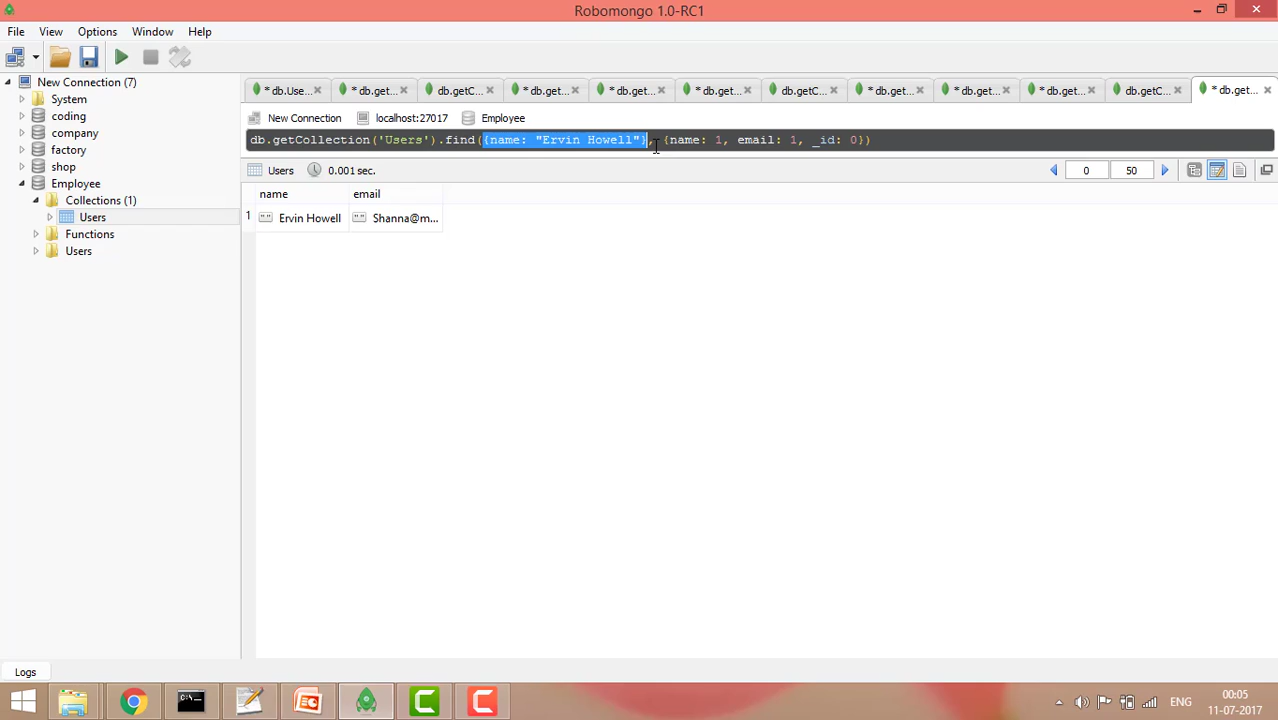 Robomongo 1.0-RC1
File View Options Window Help
New Connection (7)
System
coding
company
factory
shop
Employee
Collections (1)
Users
Functions
Users
* db.Use... * db.get... db.getC... * db.get... * db.get... * db.get... db.getC... * db.get... * db.get... * db.get... db.getC... * db.get...
New Connection localhost:27017 Employee
db.getCollection('Users').find({name: "Ervin Howell"}, {name: 1, email: 1, _id: 0})
Users 0.001 sec. 0 50
name email
1 Ervin Howell Shanna@m...
Logs
ENG
00:05
11-07-2017